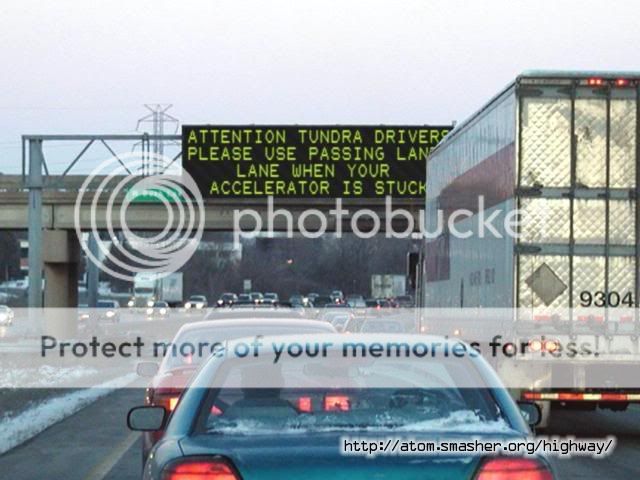 ATTENTION TUNDRA DRIVERS
PLEASE USE PASSING LANE
LANE WHEN YOUR
ACCELERATOR IS STUCK
photobucket
9304
Protect more of your memories for less!
http://atom.smasher.org/highway/